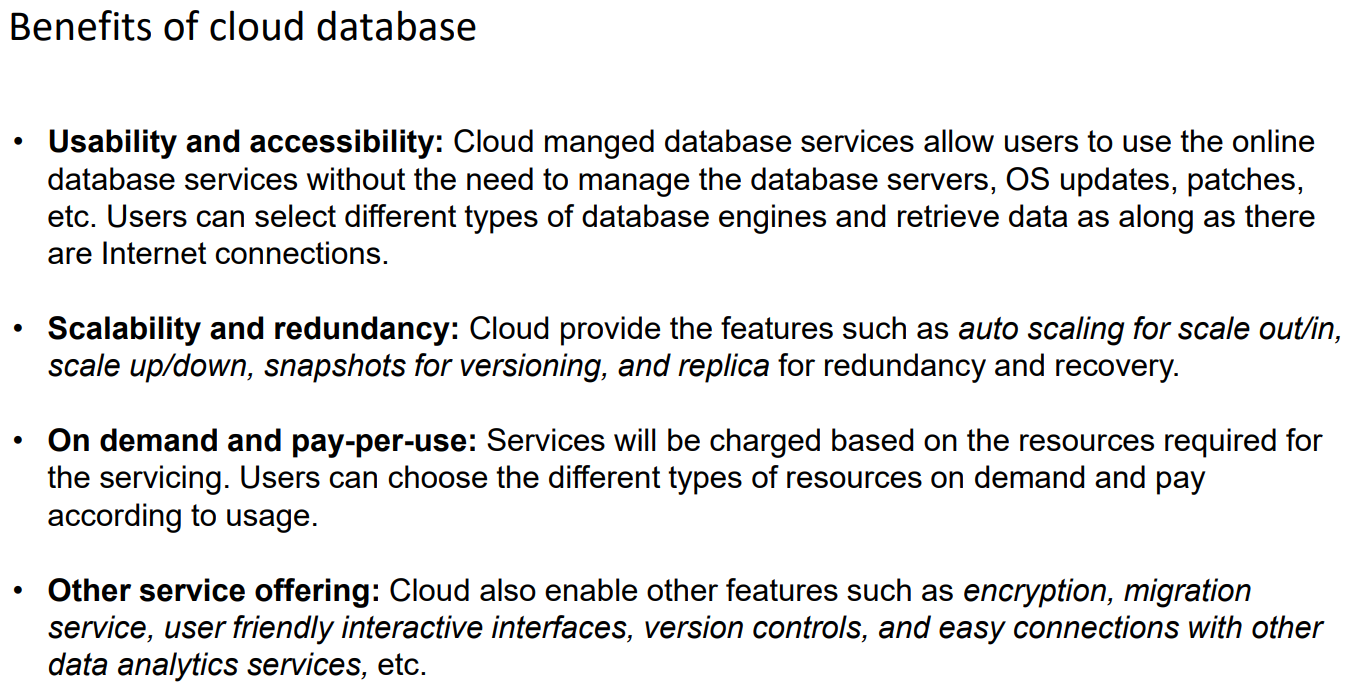 Benefits of cloud database
• Usability and accessibility: Cloud manged database services allow users to use the online
database services without the need to manage the database servers, OS updates, patches,
etc. Users can select different types of database engines and retrieve data as along as there
are Internet connections.
• Scalability and redundancy: Cloud provide the features such as auto scaling for scale out/in,
scale up/down, snapshots for versioning, and replica for redundancy and recovery.
• On demand and pay-per-use: Services will be charged based on the resources required for
the servicing. Users can choose the different types of resources on demand and pay
according to usage.
• Other service offering: Cloud also enable other features such as encryption, migration
service, user friendly interactive interfaces, version controls, and easy connections with other
data analytics services, etc.